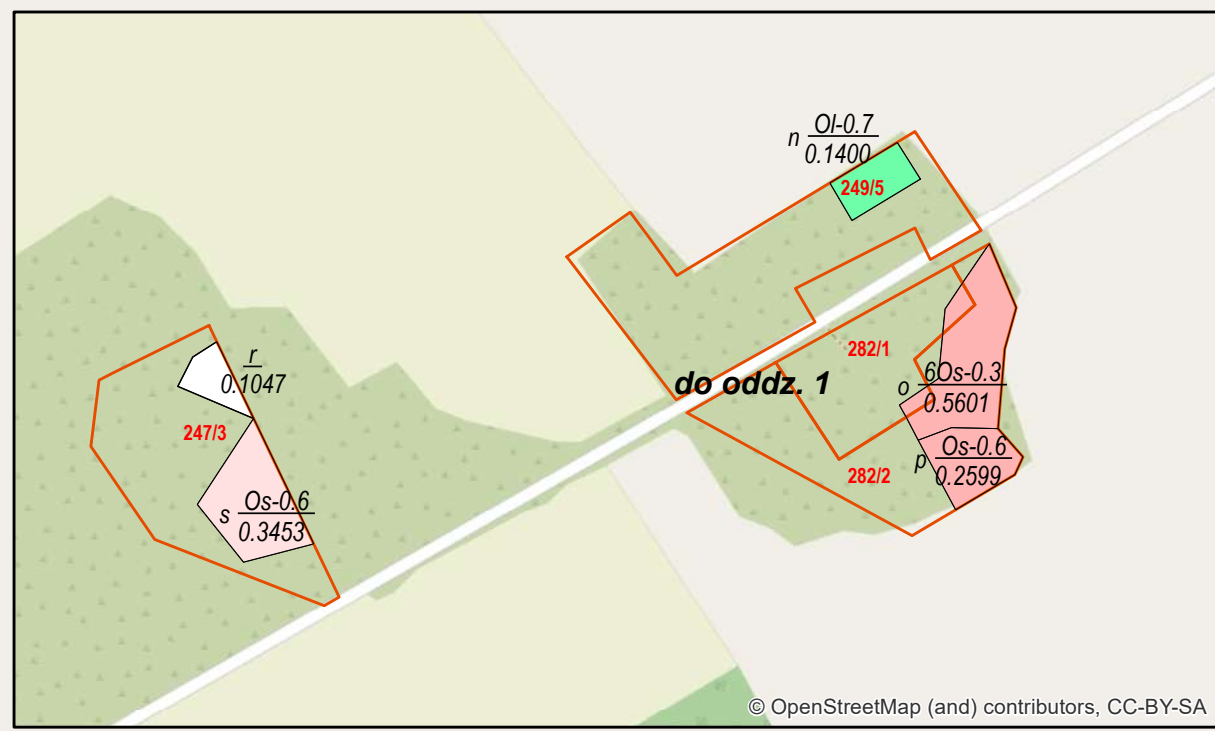 n Ol-0.7
0.1400
249/5
r
0.1047
247/3
282/1
do oddz. 1
o 6Os-0.3
0.5601
p Os-0.6
0.2599
282/2
s Os-0.6
0.3453
© OpenStreetMap (and) contributors, CC-BY-SA